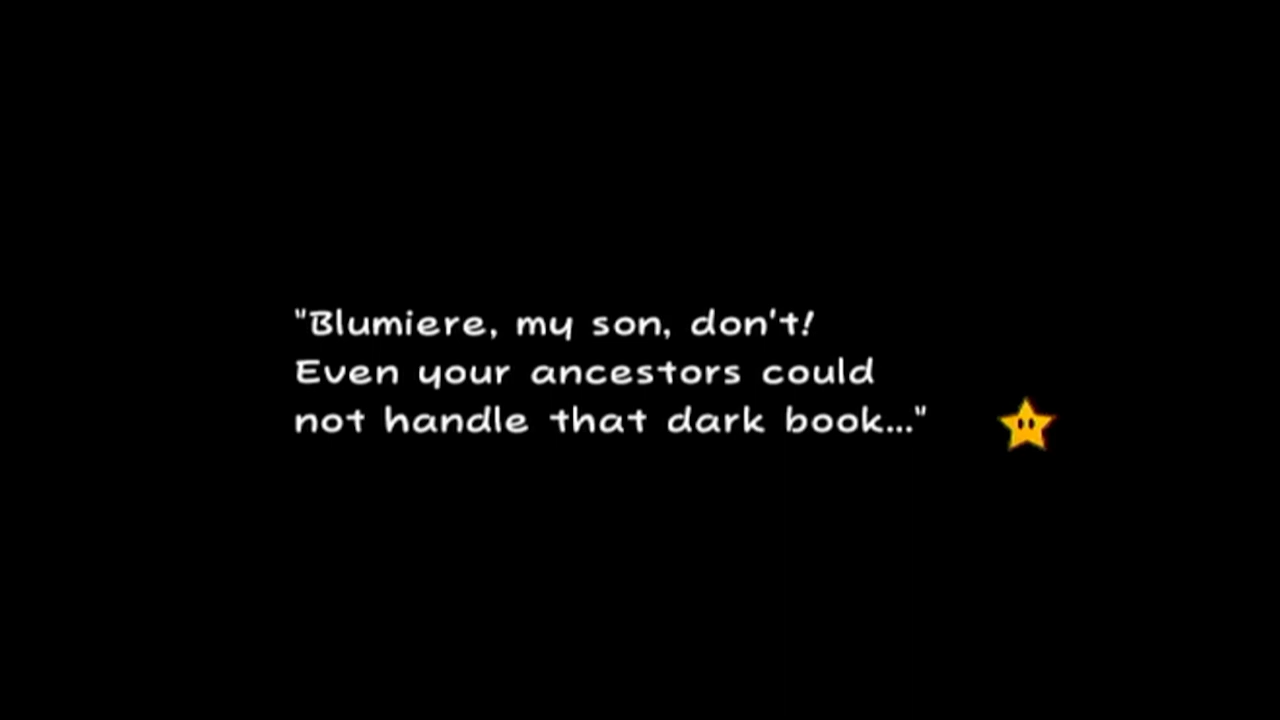 "Blumiere, my son, don't!
Even your ancestors could
not handle that dark book..."